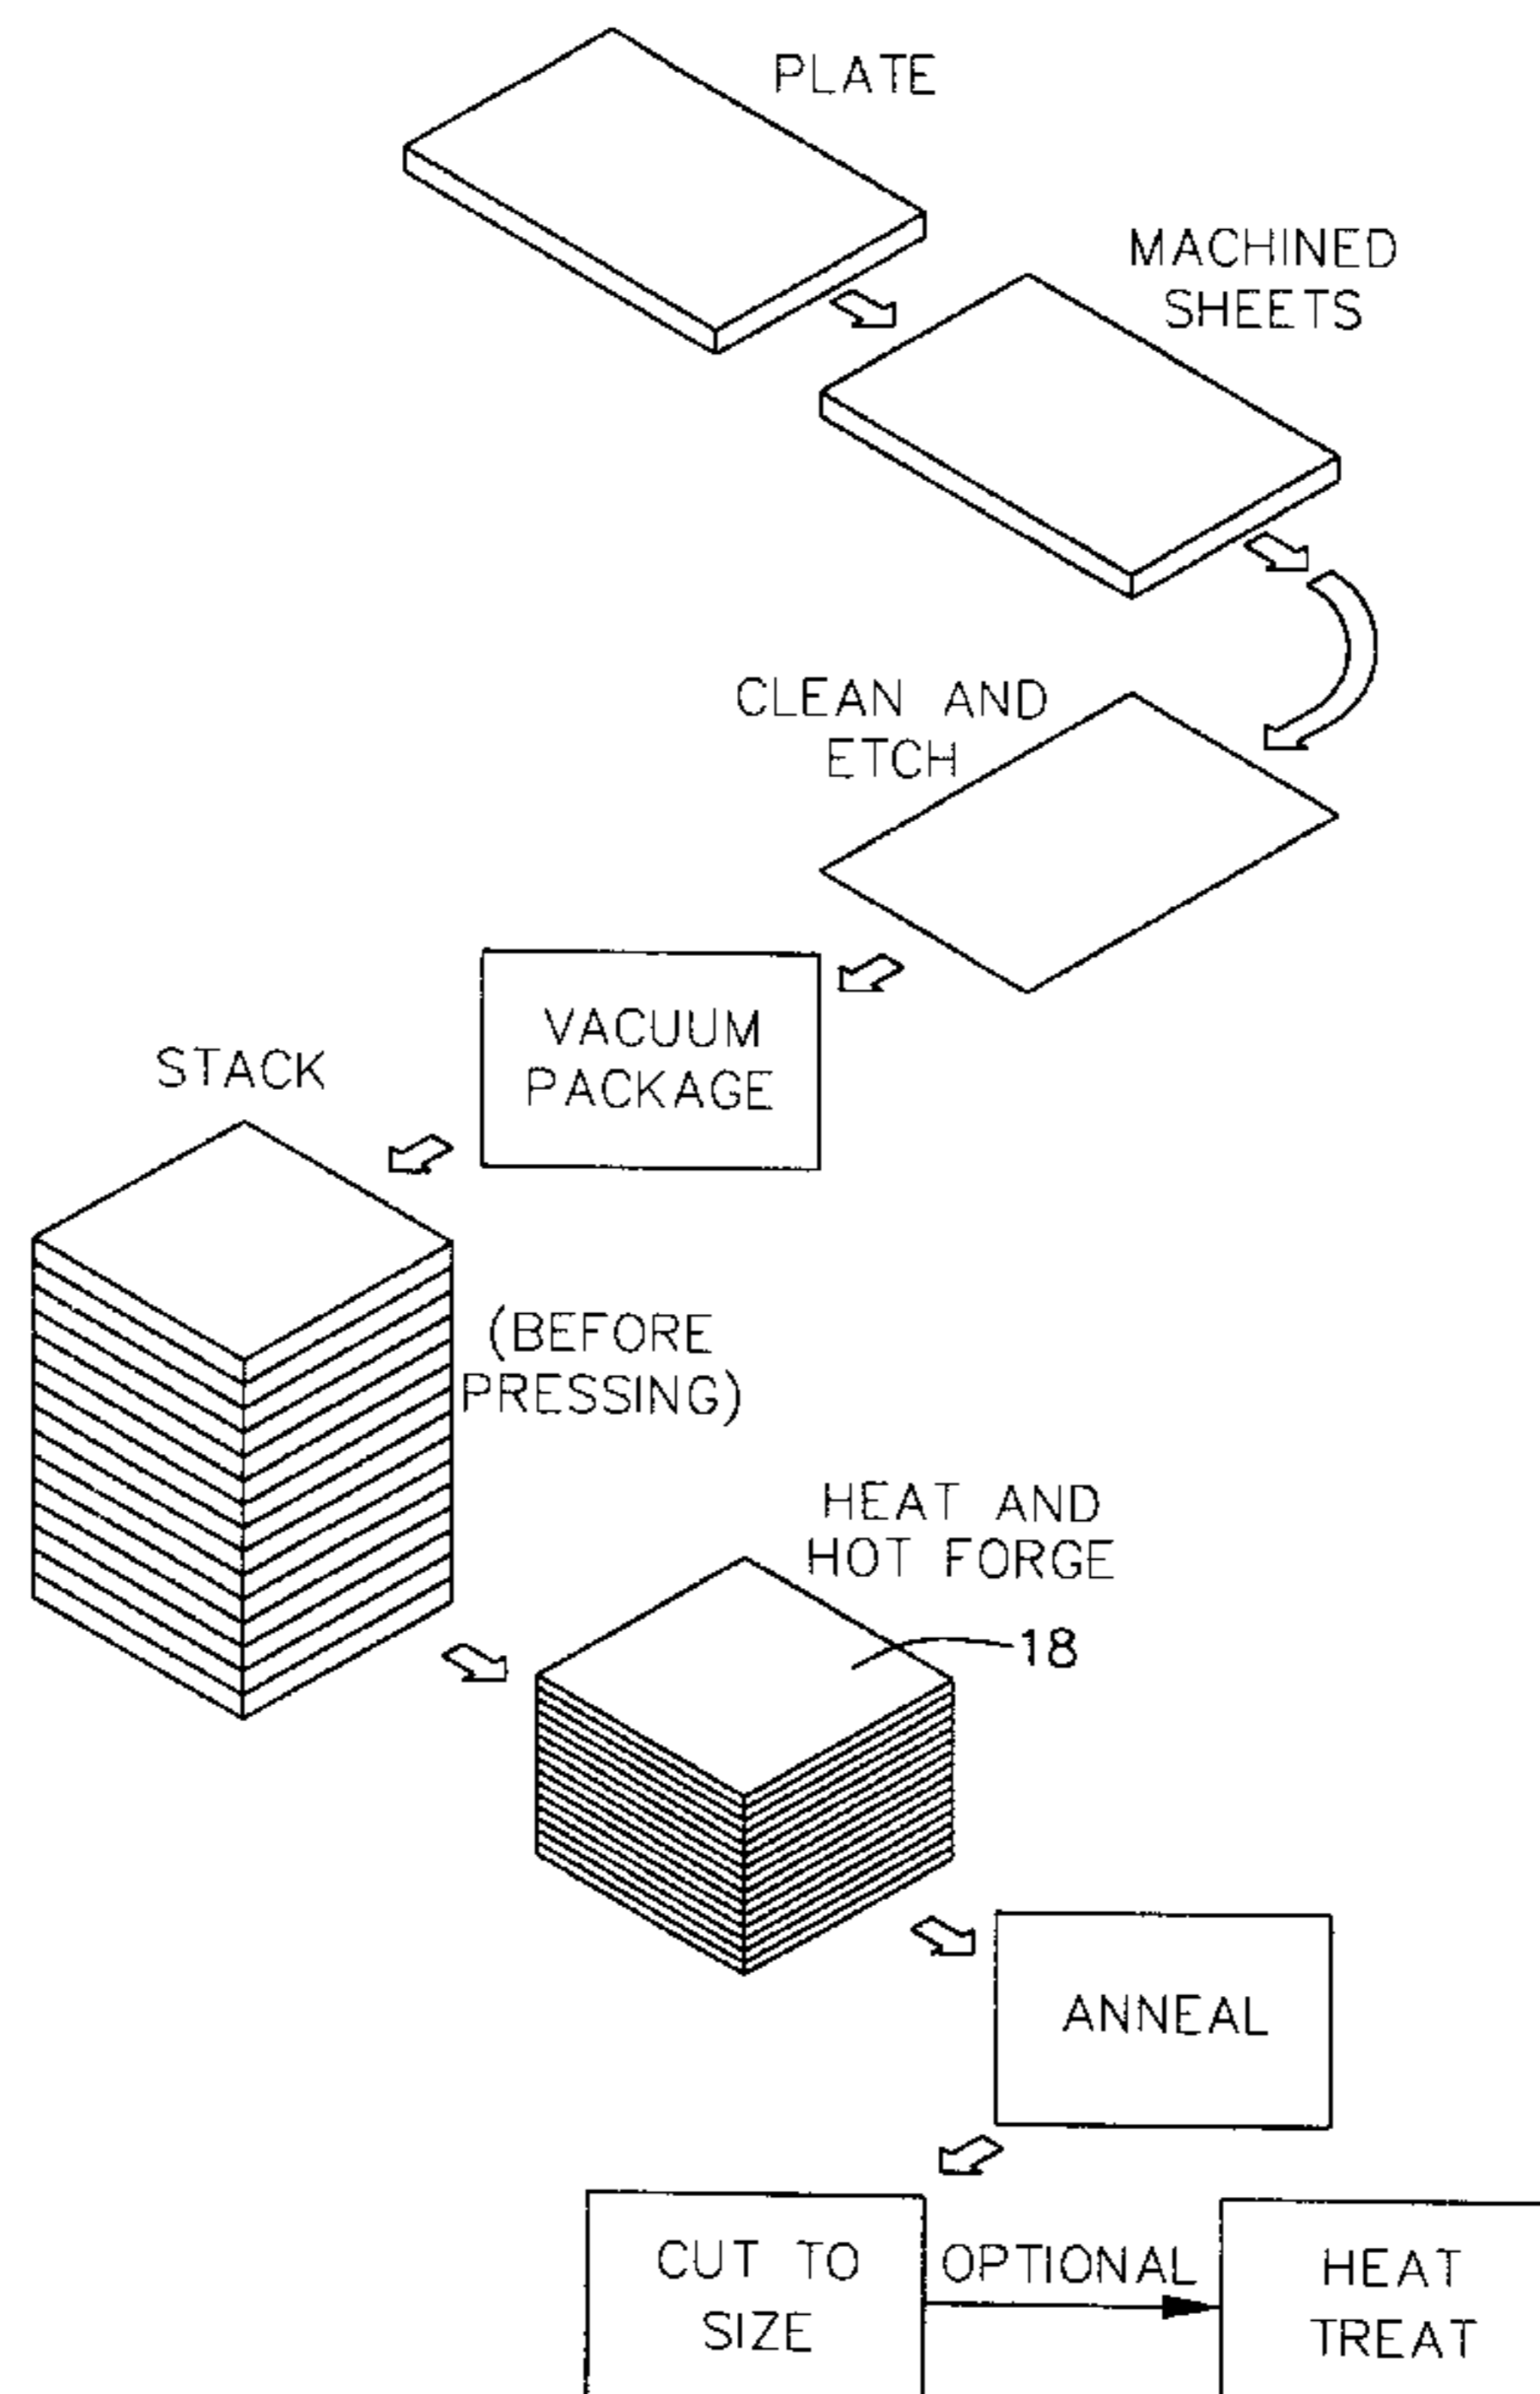 PLATE
MACHINED
SHEETS
CLEAN AND
ETCH
VACUUM
PACKAGE
STACK
(BEFORE
PRESSING)
HEAT AND
HOT FORGE
18
ANNEAL
CUT TO
SIZE
OPTIONAL
HEAT
TREAT